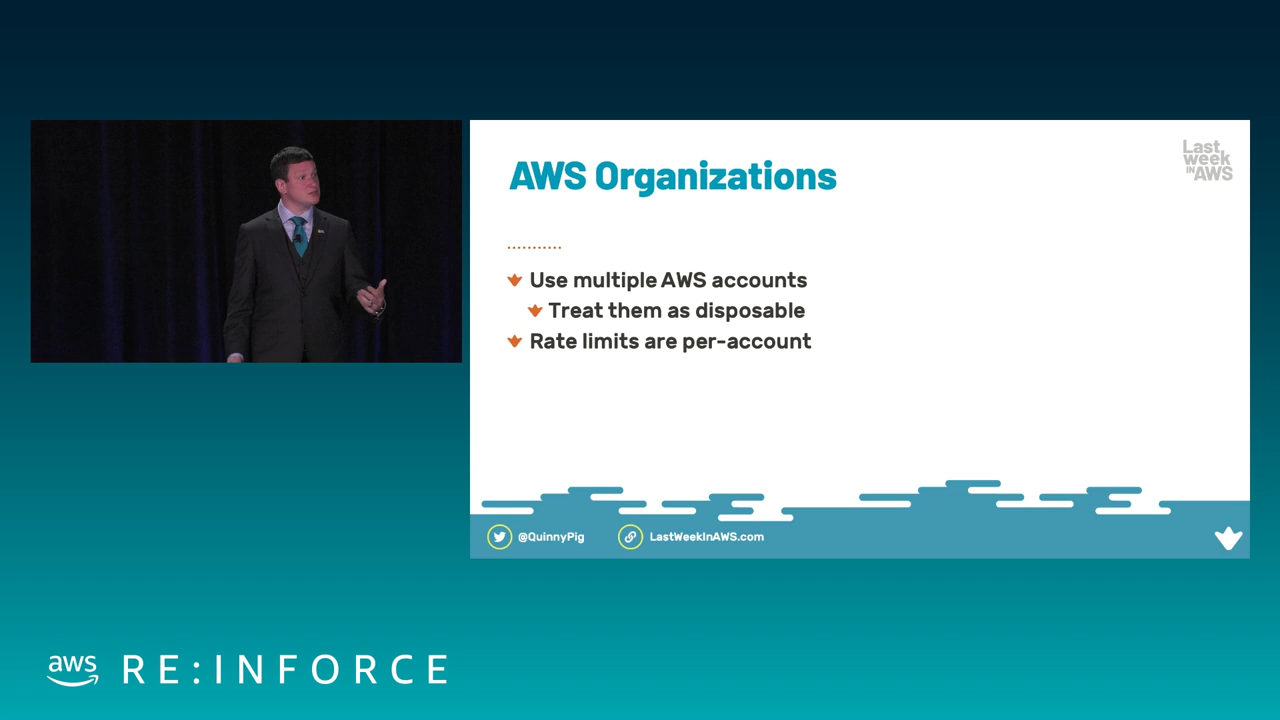 AWS Organizations
Last
week
IN AWS
Use multiple AWS accounts
Treat them as disposable
Rate limits are per-account
@QuinnyPig
LastWeekInAWS.com
aws RE:INFORCE